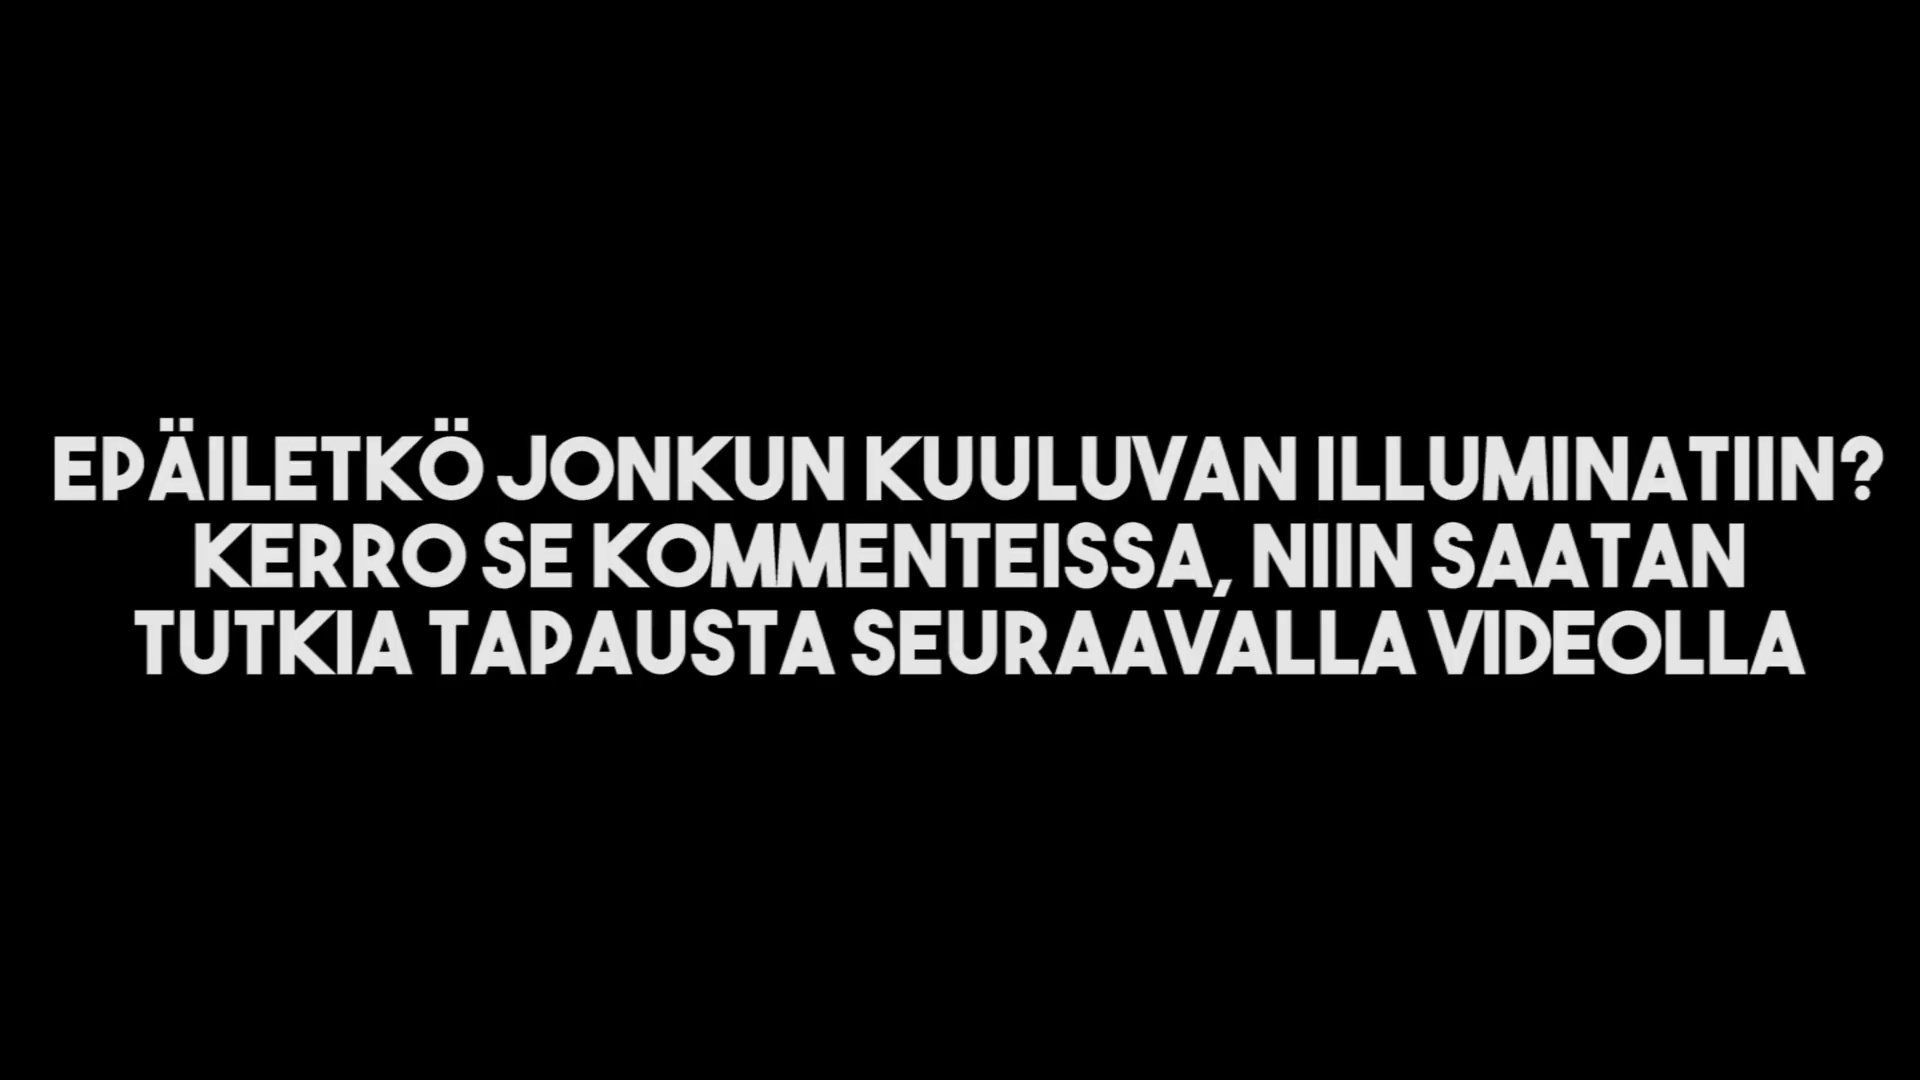 EPÄILETKÖ JONKUN KUULUVAN ILLUMINATIIN?
KERRO SE KOMMENTEISSA, NIIN SAATAN
TUTKIA TAPAUSTA SEURAAVALLA VIDEOLLA